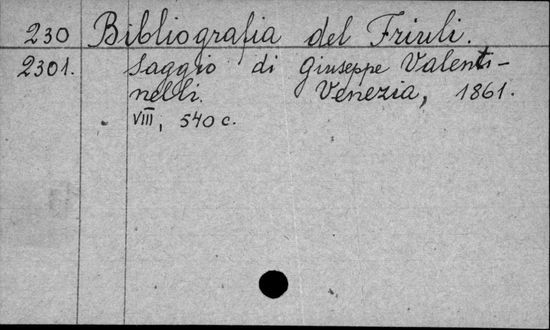 230 Bibliografia del Friuli.
2301. Saggio di Giuseppe Valenti-
nelli. Venezia, 1861.
VIII, 540 c.